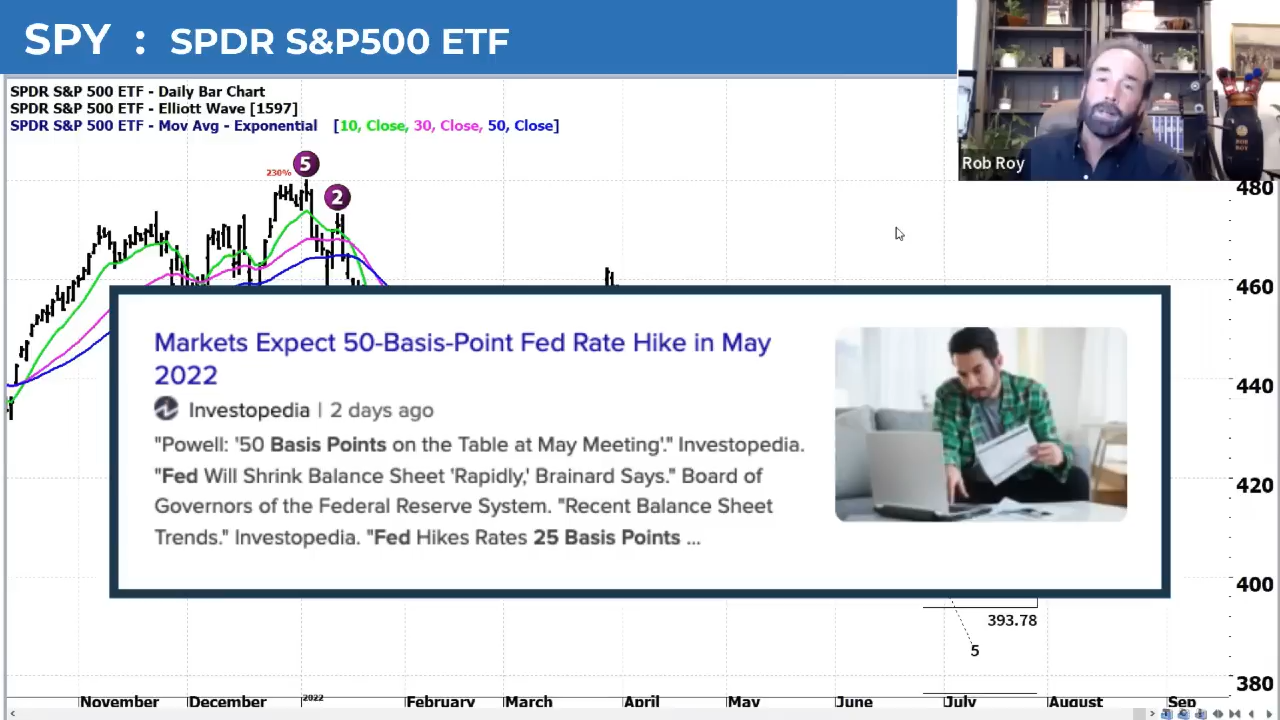 SPY : SPDR S&P500 ETF
SPDR S&P 500 ETF - Daily Bar Chart
SPDR S&P 500 ETF - Elliott Wave [1597]
SPDR S&P 500 ETF - Mov Avg - Exponential [10, Close, 30, Close, 50, Close]
Rob Roy
ROB
ROY
230%
5
2
480
460
Markets Expect 50-Basis-Point Fed Rate Hike in May
2022
Investopedia | 2 days ago
"Powell: '50 Basis Points on the Table at May Meeting'." Investopedia.
"Fed Will Shrink Balance Sheet 'Rapidly,' Brainard Says." Board of
Governors of the Federal Reserve System. "Recent Balance Sheet
Trends." Investopedia. "Fed Hikes Rates 25 Basis Points ...
440
420
400
393.78
5
380
November December 2022 February March April May June July August Sep